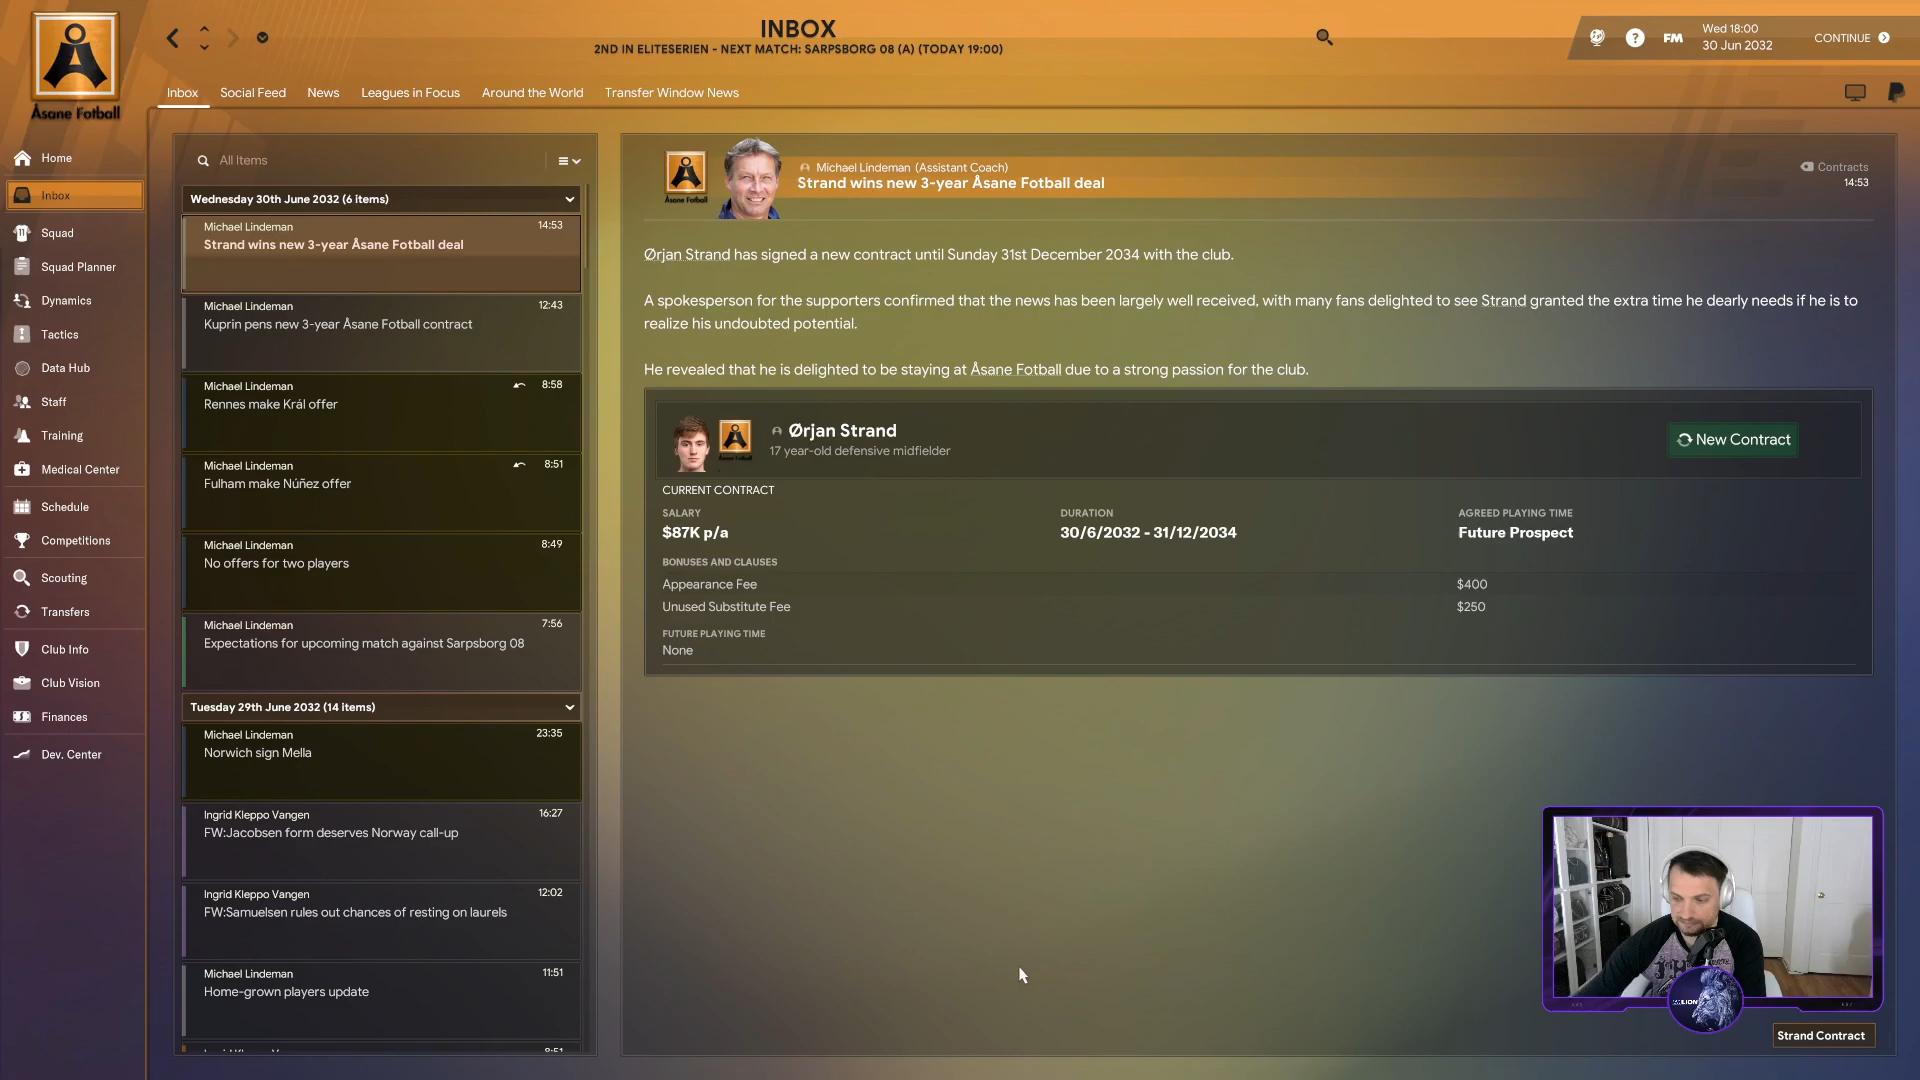 Åsane Fotball
INBOX
2ND IN ELITESERIEN - NEXT MATCH: SARPSBORG 08 (A) (TODAY 19:00)
?
FM
Wed 18:00
30 Jun 2032
CONTINUE
Inbox
Social Feed
News
Leagues in Focus
Around the World
Transfer Window News
Home
Inbox
Squad
Squad Planner
Dynamics
Tactics
Data Hub
Staff
Training
Medical Center
Schedule
Competitions
Scouting
Transfers
Club Info
Club Vision
Finances
Dev. Center
All Items
Wednesday 30th June 2032 (6 items)
Michael Lindeman
14:53
Strand wins new 3-year Åsane Fotball deal
Michael Lindeman
12:43
Kuprin pens new 3-year Åsane Fotball contract
Michael Lindeman
8:58
Rennes make Král offer
Michael Lindeman
8:51
Fulham make Núñez offer
Michael Lindeman
8:49
No offers for two players
Michael Lindeman
7:56
Expectations for upcoming match against Sarpsborg 08
Tuesday 29th June 2032 (14 items)
Michael Lindeman
23:35
Norwich sign Mella
Ingrid Kleppo Vangen
16:27
FW:Jacobsen form deserves Norway call-up
Ingrid Kleppo Vangen
12:02
FW:Samuelsen rules out chances of resting on laurels
Michael Lindeman
11:51
Home-grown players update
Åsane Fotball
Michael Lindeman (Assistant Coach)
Strand wins new 3-year Åsane Fotball deal
Contracts
14:53
Ørjan Strand has signed a new contract until Sunday 31st December 2034 with the club.
A spokesperson for the supporters confirmed that the news has been largely well received, with many fans delighted to see Strand granted the extra time he dearly needs if he is to
realize his undoubted potential.
He revealed that he is delighted to be staying at Åsane Fotball due to a strong passion for the club.
Ørjan Strand
17 year-old defensive midfielder
New Contract
CURRENT CONTRACT
SALARY
$87K p/a
DURATION
30/6/2032 - 31/12/2034
AGREED PLAYING TIME
Future Prospect
BONUSES AND CLAUSES
Appearance Fee
$400
Unused Substitute Fee
$250
FUTURE PLAYING TIME
None
Strand Contract